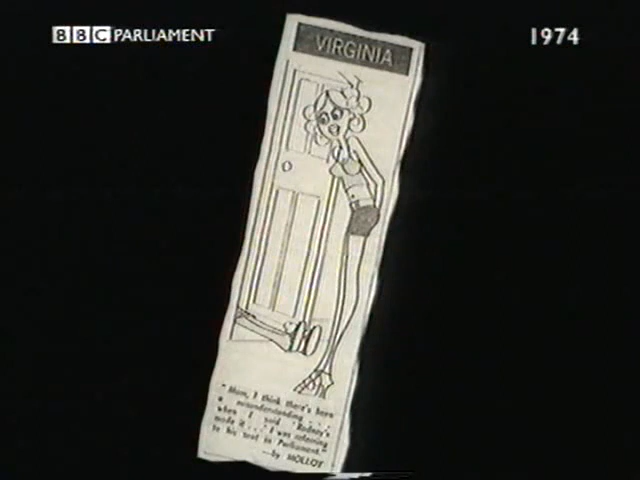 BBC PARLIAMENT
1974
VIRGINIA
"Mum, I think there's been
a misunderstanding . . .
when I said 'Rodney's
made it . . .' I was referring
to his seat in Parliament."
—by MOLLOY